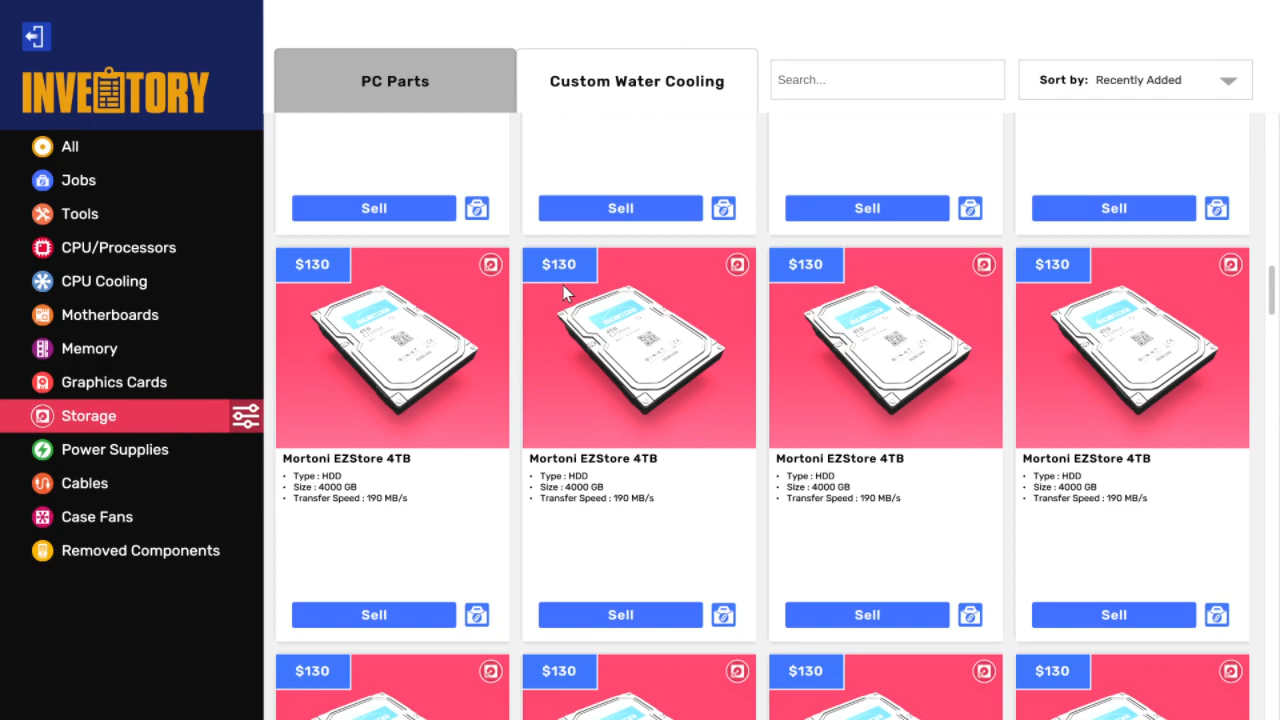 INVENTORY
All
Jobs
Tools
CPU/Processors
CPU Cooling
Motherboards
Memory
Graphics Cards
Storage
Power Supplies
Cables
Case Fans
Removed Components
PC Parts
Custom Water Cooling
Search...
Sort by: Recently Added
Sell
Sell
Sell
Sell
$130
$130
$130
$130
Mortoni EZStore 4TB
• Type : HDD
• Size : 4000 GB
• Transfer Speed : 190 MB/s
Sell
Mortoni EZStore 4TB
• Type : HDD
• Size : 4000 GB
• Transfer Speed : 190 MB/s
Sell
Mortoni EZStore 4TB
• Type : HDD
• Size : 4000 GB
• Transfer Speed : 190 MB/s
Sell
Mortoni EZStore 4TB
• Type : HDD
• Size : 4000 GB
• Transfer Speed : 190 MB/s
Sell
$130
$130
$130
$130